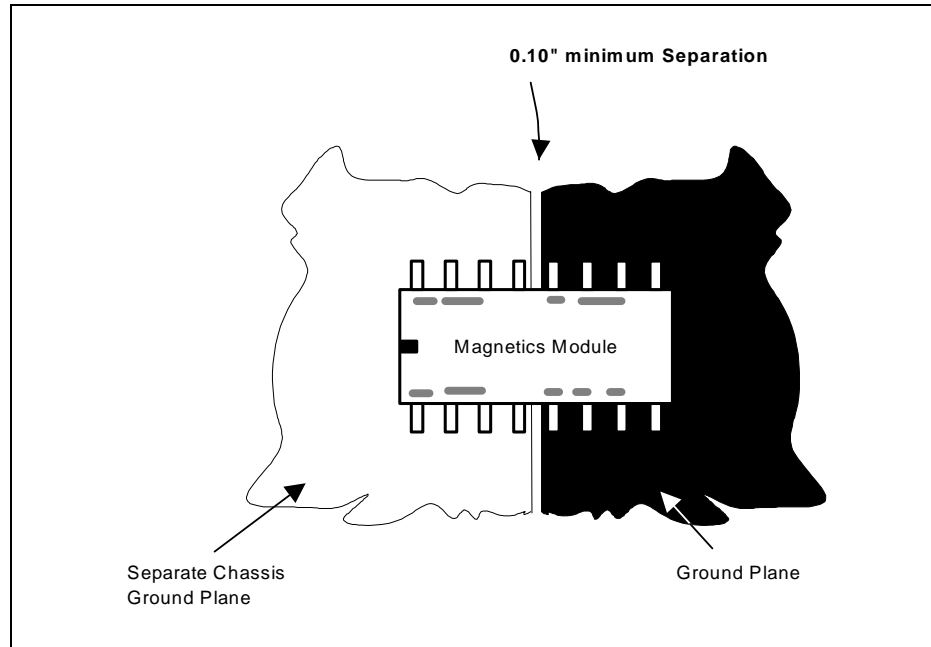 0.10" minimum Separation
Magnetics Module
Separate Chassis
Ground Plane
Ground Plane